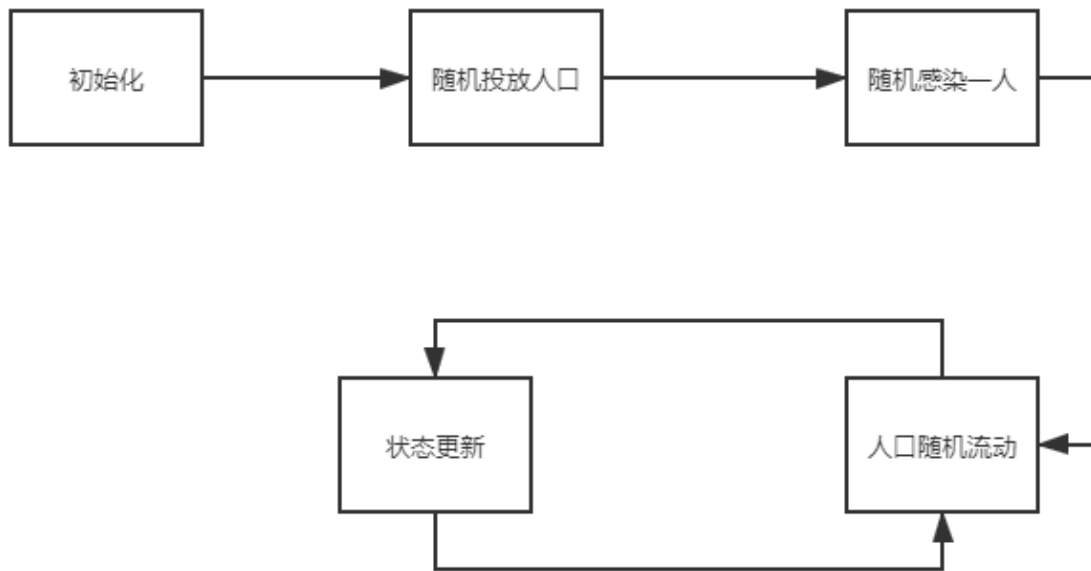 初始化
随机投放人口
随机感染一人
状态更新
人口随机流动